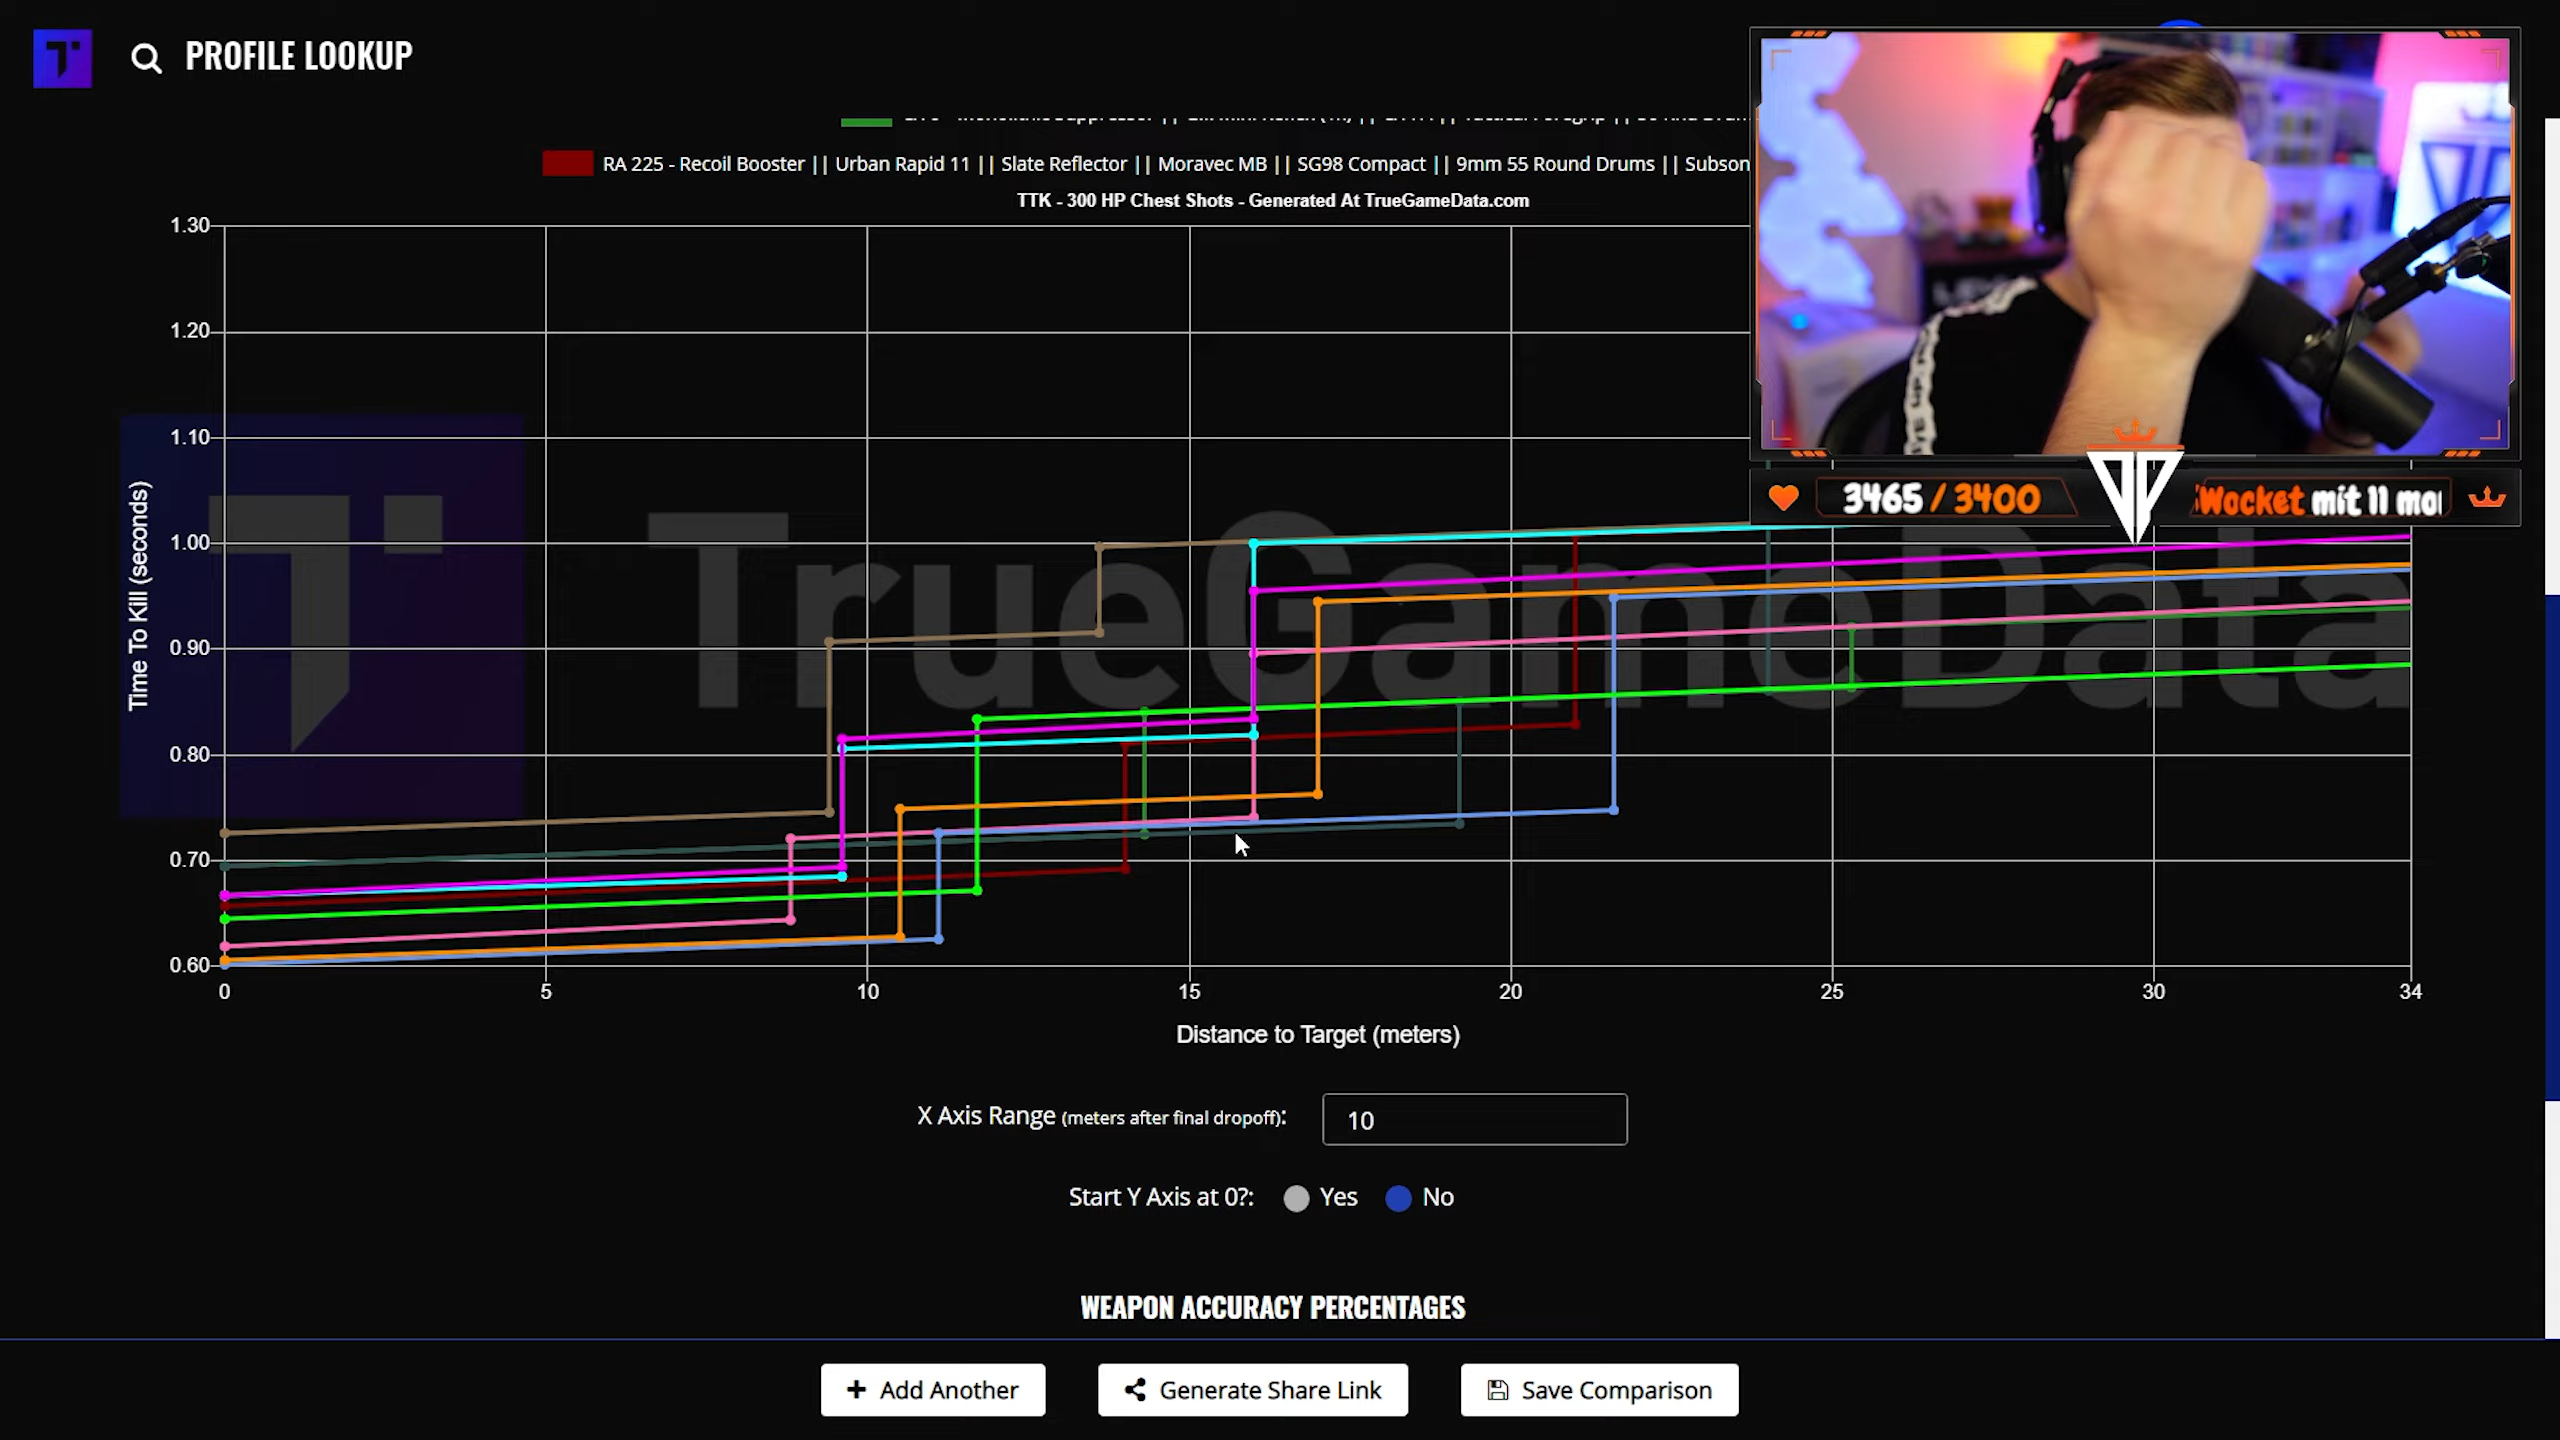 PROFILE LOOKUP
RA 225 - Recoil Booster || Urban Rapid 11 || Slate Reflector || Moravec MB || SG98 Compact || 9mm 55 Round Drums || Subson
TTK - 300 HP Chest Shots - Generated At TrueGameData.com
1.30
1.20
1.10
1.00
0.90
0.80
0.70
0.60
Time To Kill (seconds)
TrueGameData
3465 / 3400
Wocket mit 11 mo
0 5 10 15 20 25 30 34
Distance to Target (meters)
X Axis Range (meters after final dropoff): 10
Start Y Axis at 0?: Yes No
WEAPON ACCURACY PERCENTAGES
+ Add Another
Generate Share Link
Save Comparison